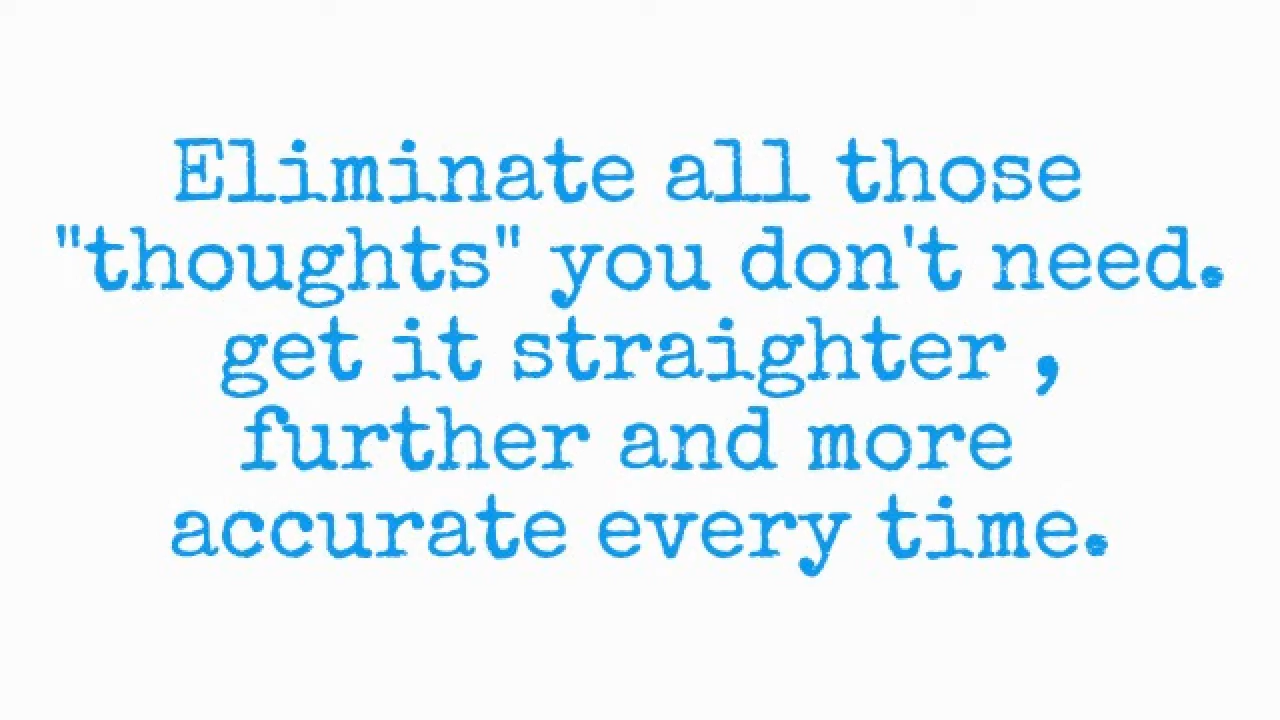 Eliminate all those
"thoughts" you don't need.
get it straighter ,
further and more
accurate every time.